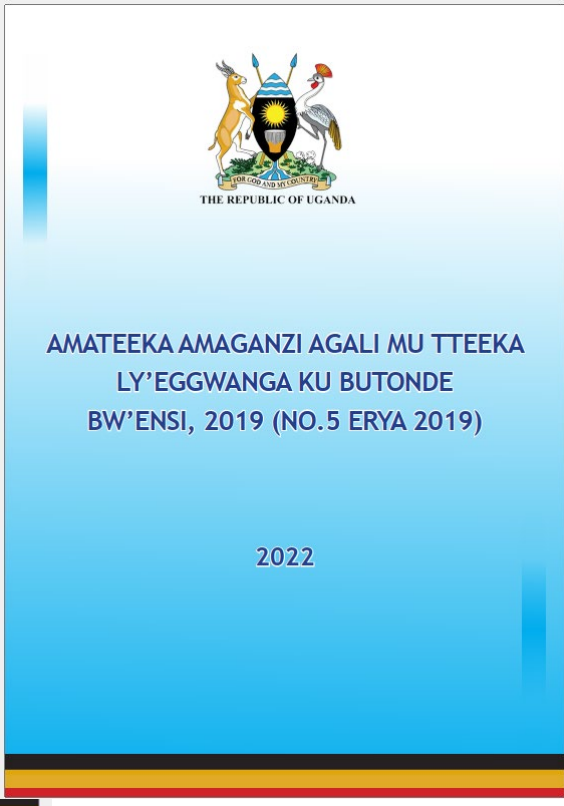 FOR GOD AND MY COUNTRY
THE REPUBLIC OF UGANDA
AMATEEKA AMAGANZI AGALI MU TTEEKA
LY’EGGWANGA KU BUTONDE
BW’ENSI, 2019 (NO.5 ERYA 2019)
2022